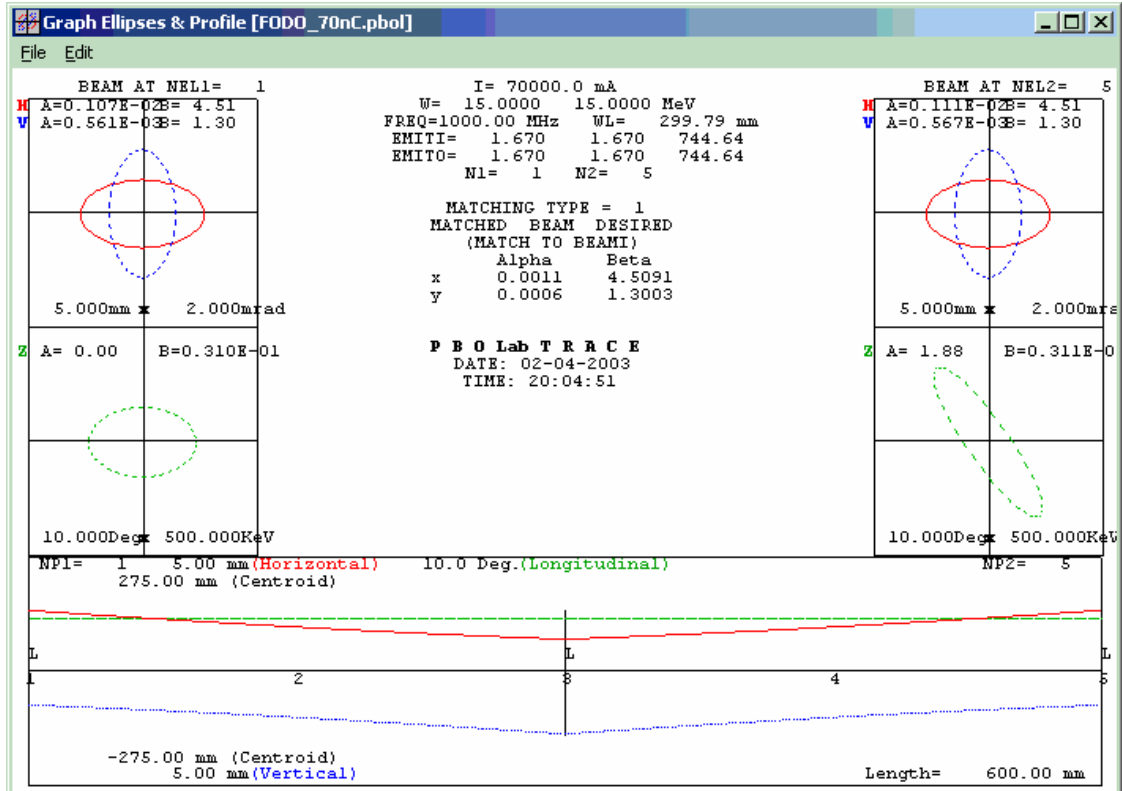 Graph Ellipses & Profile [FODO_70nC.pbol]
File Edit
BEAM AT NEL1= 1
H A=0.107E-02B= 4.51
V A=0.561E-03B= 1.30
5.000mm x 2.000mrad
Z A= 0.00 B=0.310E-01
10.000Deg x 500.000KeV
I= 70000.0 mA
W= 15.0000 15.0000 MeV
FREQ=1000.00 MHz WL= 299.79 mm
EMITI= 1.670 1.670 744.64
EMITO= 1.670 1.670 744.64
N1= 1 N2= 5
MATCHING TYPE = 1
MATCHED BEAM DESIRED
(MATCH TO BEAMI)
Alpha Beta
x 0.0011 4.5091
y 0.0006 1.3003
P B O Lab T R A C E
DATE: 02-04-2003
TIME: 20:04:51
BEAM AT NEL2= 5
H A=0.111E-02B= 4.51
V A=0.567E-03B= 1.30
5.000mm x 2.000mra
Z A= 1.88 B=0.311E-0
10.000Deg x 500.000KeV
NP1= 1 5.00 mm(Horizontal) 10.0 Deg.(Longitudinal) NP2= 5
275.00 mm (Centroid)
L L L
1 2 3 4 5
-275.00 mm (Centroid)
5.00 mm(Vertical) Length= 600.00 mm